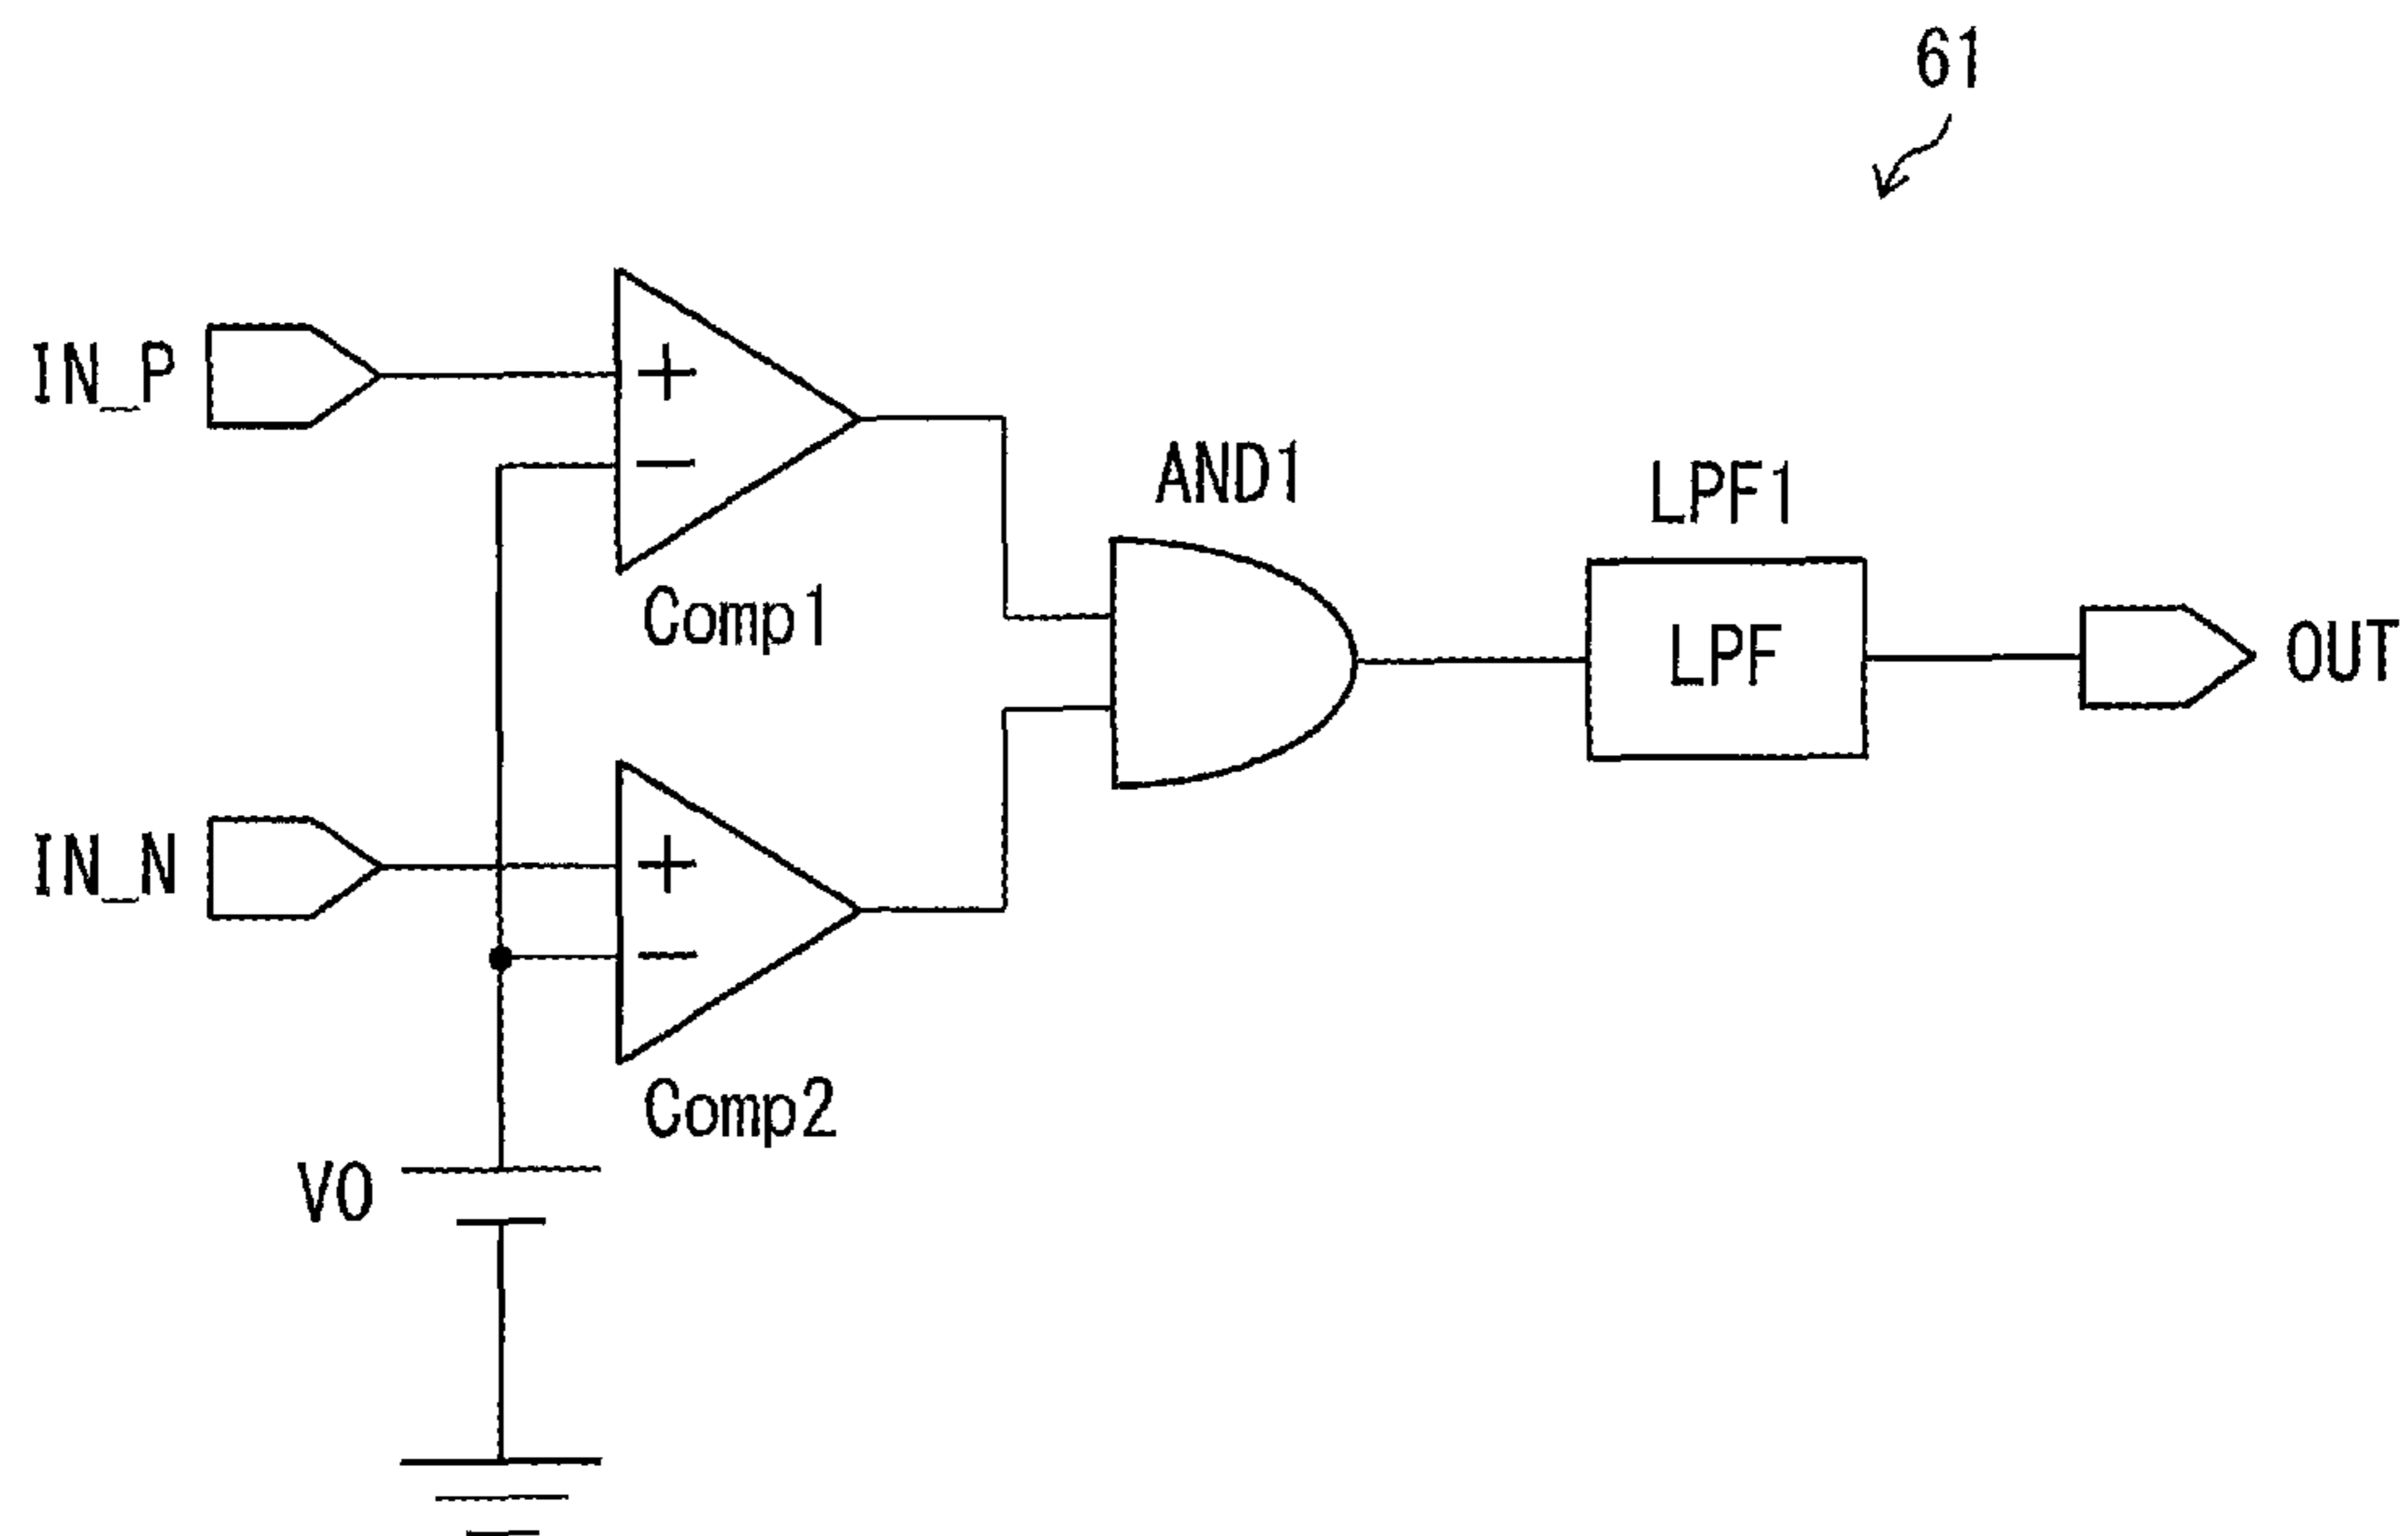 61
IN_P
+
−
Comp1
AND1
LPF1
LPF
OUT
IN_N
+
−
Comp2
V0